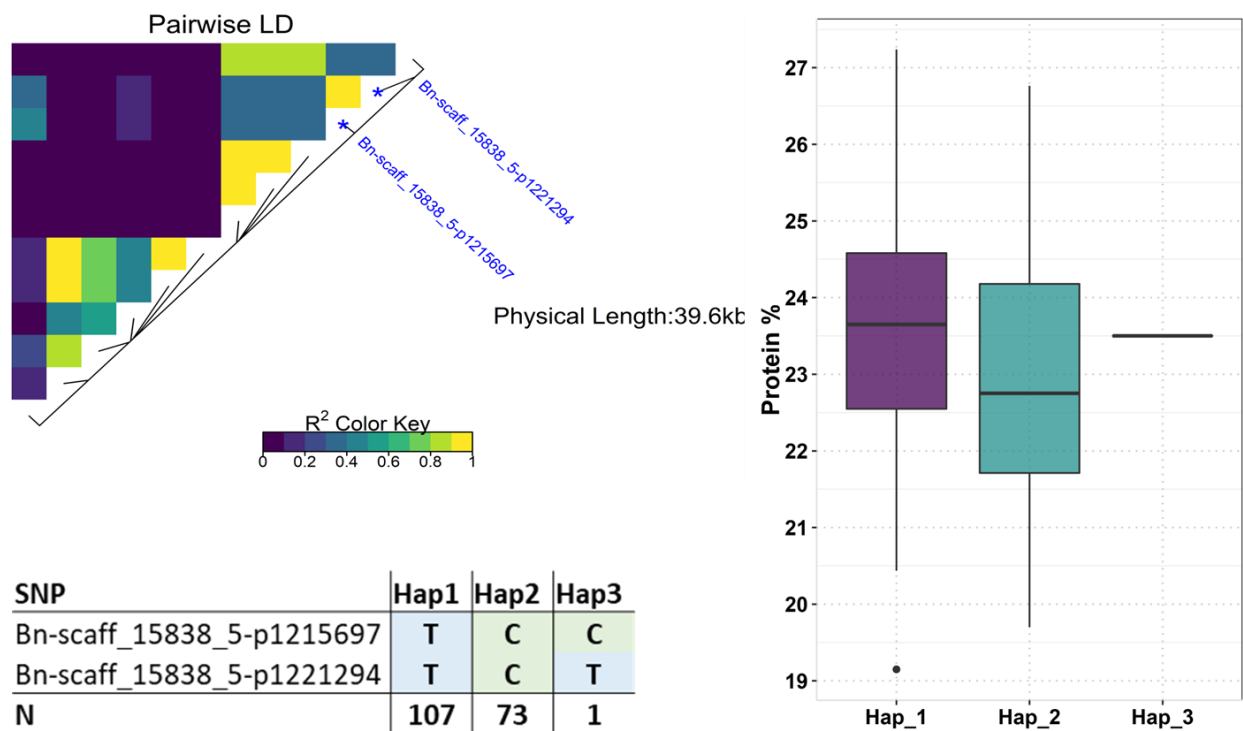 Pairwise LD
Bn-scaff_15838_5-p1221294
Bn-scaff_15838_5-p1215697
Physical Length:39.6kb
R2 Color Key
0 0.2 0.4 0.6 0.8 1
SNP Hap1 Hap2 Hap3
Bn-scaff_15838_5-p1215697 T C C
Bn-scaff_15838_5-p1221294 T C T
N 107 73 1
Protein %
27
26
25
24
23
22
21
20
19
Hap_1 Hap_2 Hap_3